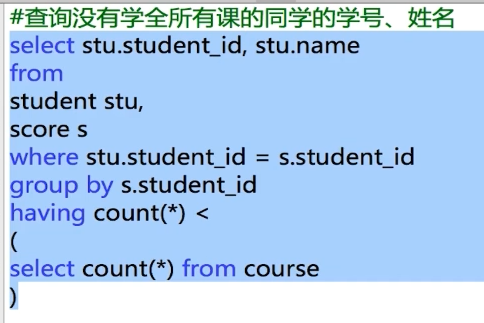 #查询没有学全所有课的同学的学号、姓名
select stu.student_id, stu.name
from
student stu,
score s
where stu.student_id = s.student_id
group by s.student_id
having count(*) <
(
select count(*) from course
)